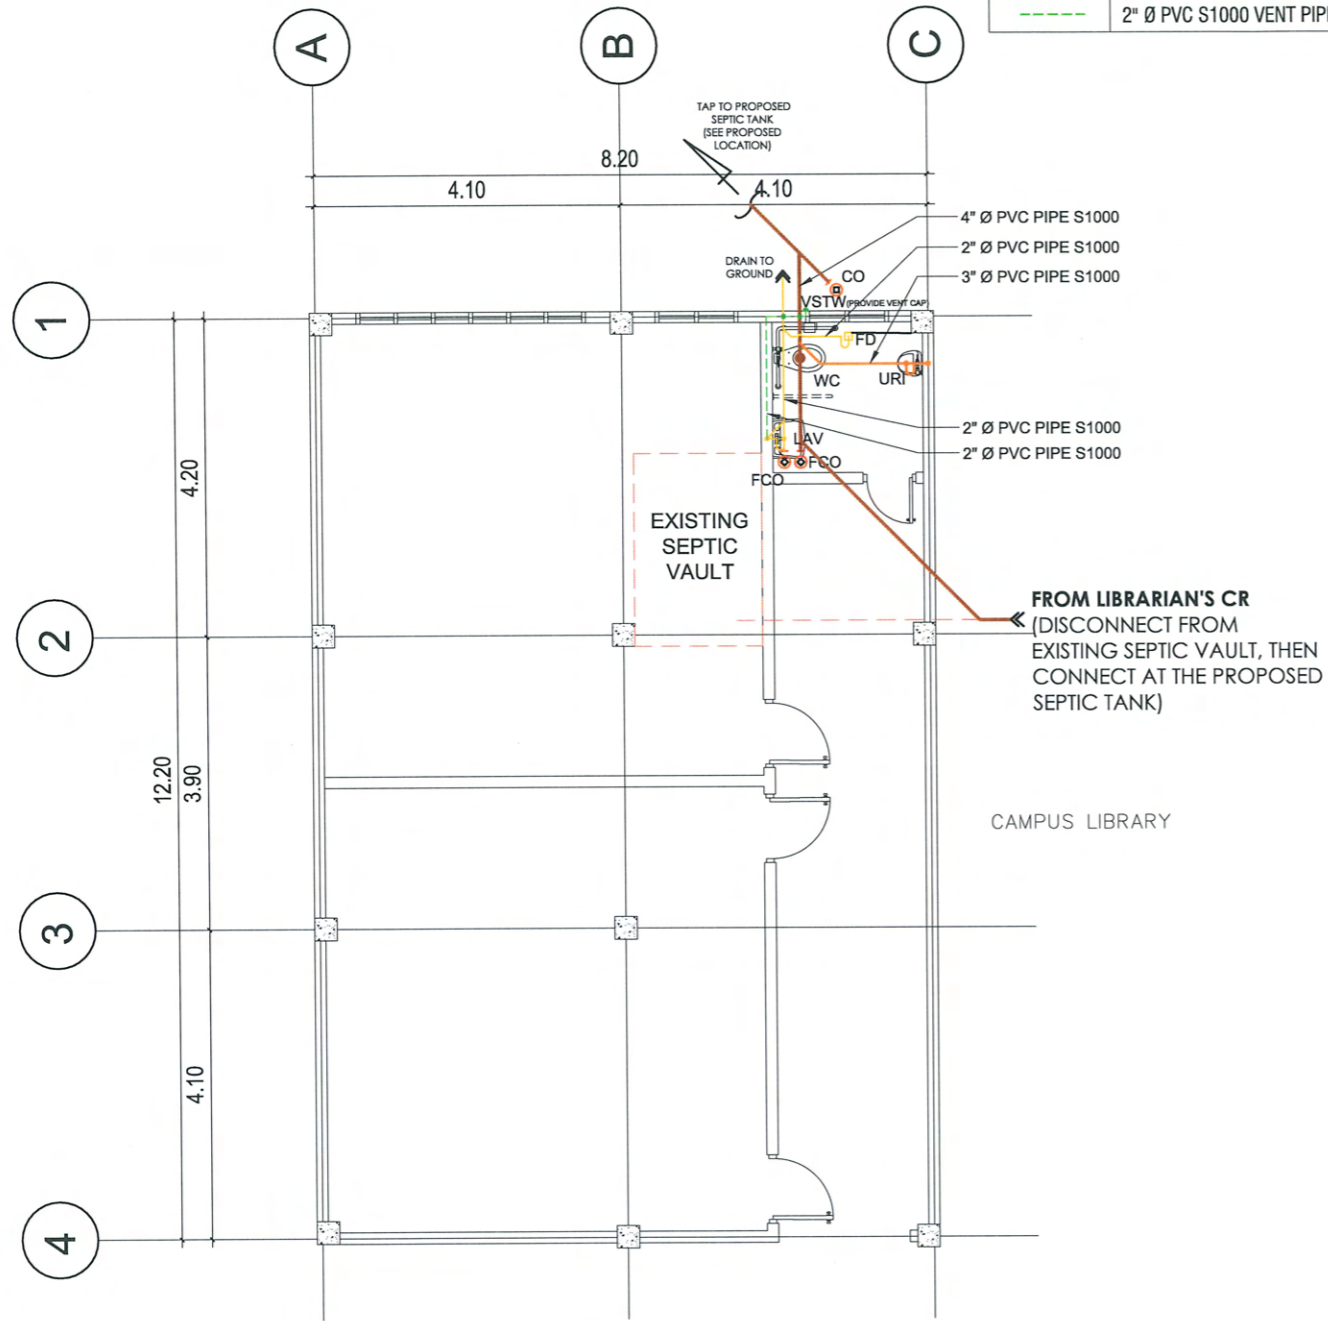 2" Ø PVC S1000 VENT PIPE
A
B
C
TAP TO PROPOSED
SEPTIC TANK
(SEE PROPOSED
LOCATION)
8.20
4.10
4.10
4" Ø PVC PIPE S1000
2" Ø PVC PIPE S1000
3" Ø PVC PIPE S1000
DRAIN TO
GROUND
CO
VSTW (PROVIDE VENT CAP)
1
FD
WC
URI
2" Ø PVC PIPE S1000
2" Ø PVC PIPE S1000
LAV
FCO
FCO
4.20
EXISTING
SEPTIC
VAULT
FROM LIBRARIAN'S CR
(DISCONNECT FROM
EXISTING SEPTIC VAULT, THEN
CONNECT AT THE PROPOSED
SEPTIC TANK)
2
12.20
3.90
CAMPUS LIBRARY
3
4.10
4